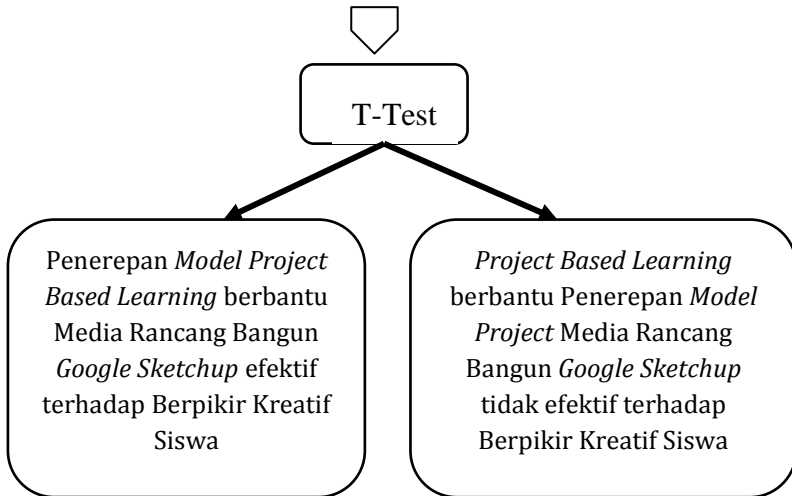 T-Test
Penerepan Model Project
Based Learning berbantu
Media Rancang Bangun
Google Sketchup efektif
terhadap Berpikir Kreatif
Siswa
Project Based Learning
berbantu Penerepan Model
Project Media Rancang
Bangun Google Sketchup
tidak efektif terhadap
Berpikir Kreatif Siswa